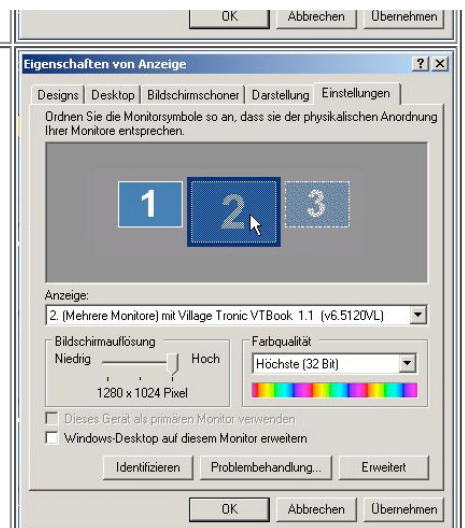 OK Abbrechen Übernehmen
Eigenschaften von Anzeige
Designs Desktop Bildschirmschoner Darstellung Einstellungen
Ordnen Sie die Monitorsymbole so an, dass sie der physikalischen Anordnung
Ihrer Monitore entsprechen.
1 2 3
Anzeige:
2. (Mehrere Monitore) mit Village Tronic VTBook 1.1 (v6.5120VL)
Bildschirmauflösung
Niedrig Hoch
1280 x 1024 Pixel
Farbqualität
Höchste (32 Bit)
Dieses Gerät als primären Monitor verwenden
Windows-Desktop auf diesem Monitor erweitern
Identifizieren Problembehandlung... Erweitert
OK Abbrechen Übernehmen